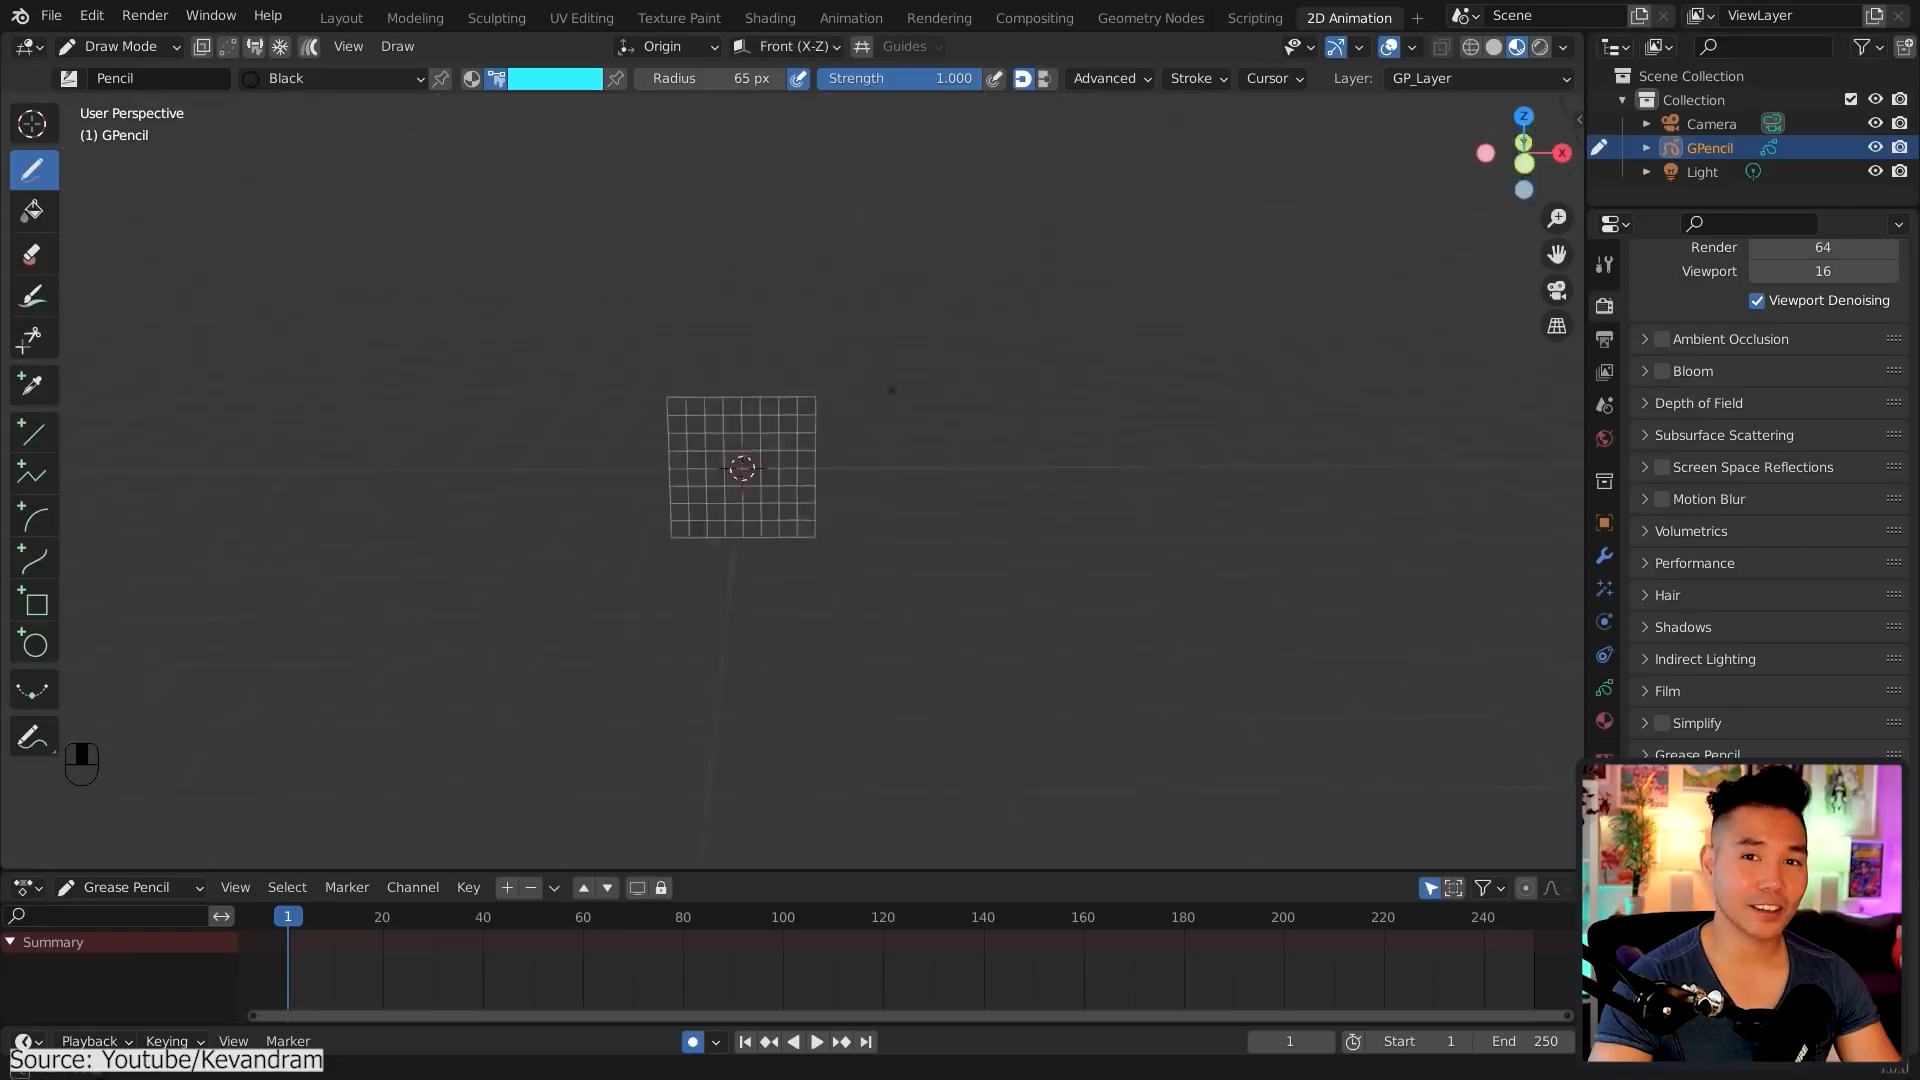 File Edit Render Window Help Layout Modeling Sculpting UV Editing Texture Paint Shading Animation Rendering Compositing Geometry Nodes Scripting 2D Animation + Scene ViewLayer
Draw Mode View Draw Origin Front (X-Z) Guides
Pencil Black Radius 65 px Strength 1.000 Advanced Stroke Cursor Layer: GP_Layer
Scene Collection
Collection
Camera
GPencil
Light
User Perspective
(1) GPencil
Z
Y
X
Render 64
Viewport 16
Viewport Denoising
Ambient Occlusion
Bloom
Depth of Field
Subsurface Scattering
Screen Space Reflections
Motion Blur
Volumetrics
Performance
Hair
Shadows
Indirect Lighting
Film
Simplify
Grease Pencil
Grease Pencil View Select Marker Channel Key
1 20 40 60 80 100 120 140 160 180 200 220 240
Summary
Playback Keying View Marker 1 Start 1 End 250
Source: Youtube/Kevandram